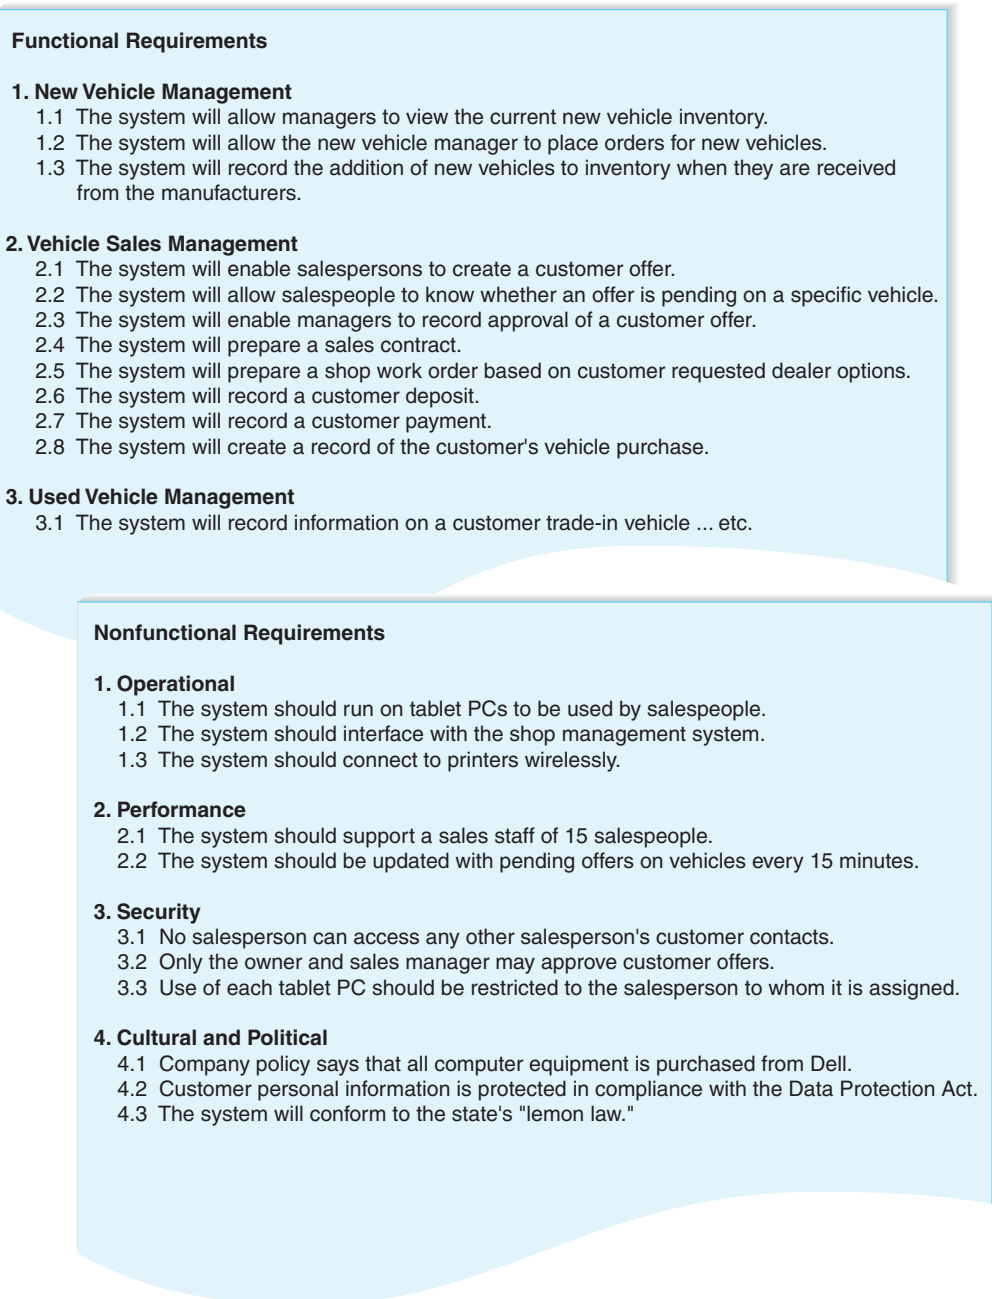 Functional Requirements
1. New Vehicle Management
1.1 The system will allow managers to view the current new vehicle inventory.
1.2 The system will allow the new vehicle manager to place orders for new vehicles.
1.3 The system will record the addition of new vehicles to inventory when they are received
from the manufacturers.
2. Vehicle Sales Management
2.1 The system will enable salespersons to create a customer offer.
2.2 The system will allow salespeople to know whether an offer is pending on a specific vehicle.
2.3 The system will enable managers to record approval of a customer offer.
2.4 The system will prepare a sales contract.
2.5 The system will prepare a shop work order based on customer requested dealer options.
2.6 The system will record a customer deposit.
2.7 The system will record a customer payment.
2.8 The system will create a record of the customer's vehicle purchase.
3. Used Vehicle Management
3.1 The system will record information on a customer trade-in vehicle ... etc.
Nonfunctional Requirements
1. Operational
1.1 The system should run on tablet PCs to be used by salespeople.
1.2 The system should interface with the shop management system.
1.3 The system should connect to printers wirelessly.
2. Performance
2.1 The system should support a sales staff of 15 salespeople.
2.2 The system should be updated with pending offers on vehicles every 15 minutes.
3. Security
3.1 No salesperson can access any other salesperson's customer contacts.
3.2 Only the owner and sales manager may approve customer offers.
3.3 Use of each tablet PC should be restricted to the salesperson to whom it is assigned.
4. Cultural and Political
4.1 Company policy says that all computer equipment is purchased from Dell.
4.2 Customer personal information is protected in compliance with the Data Protection Act.
4.3 The system will conform to the state's "lemon law."